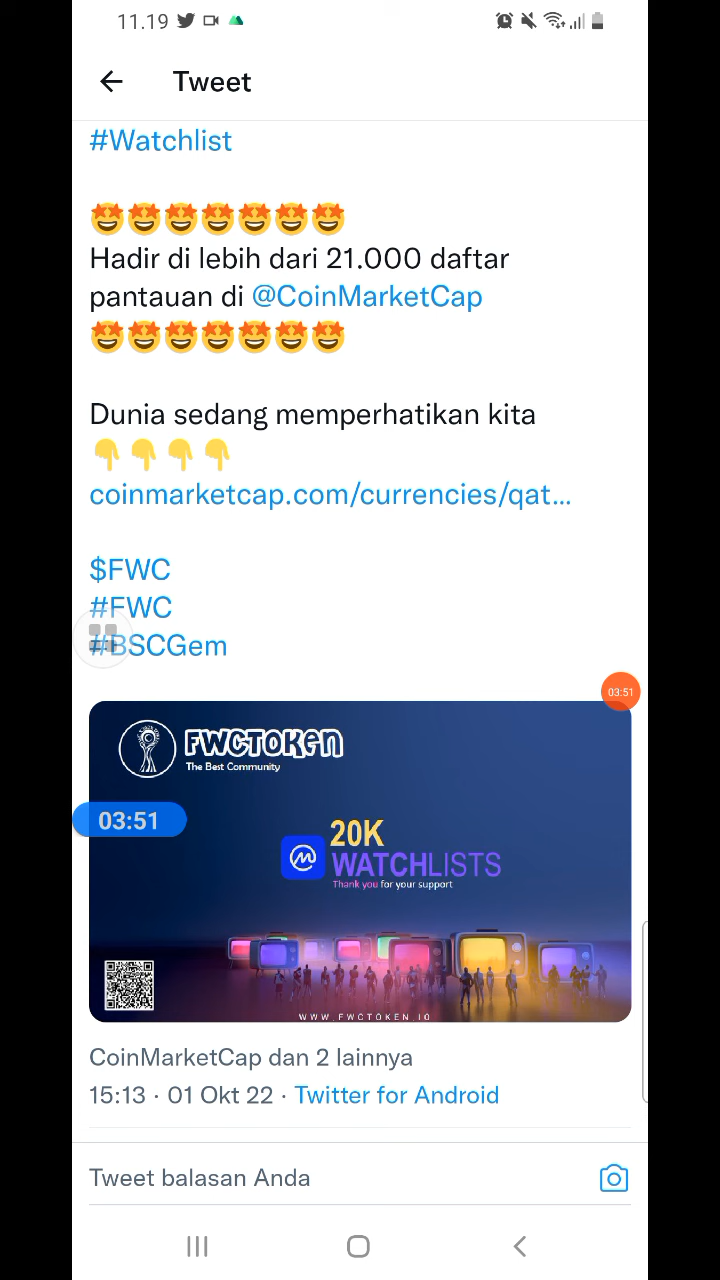 11.19
Tweet
#Watchlist
🤩🤩🤩🤩🤩🤩🤩
Hadir di lebih dari 21.000 daftar
pantauan di @CoinMarketCap
🤩🤩🤩🤩🤩🤩🤩
Dunia sedang memperhatikan kita
👇👇👇👇
coinmarketcap.com/currencies/qat...
$FWC
#FWC
#BSCGem
03:51
FWCTOKEN
The Best Community
03:51
20K
WATCHLISTS
Thank you for your support
WWW.FWCTOKEN.IO
CoinMarketCap dan 2 lainnya
15:13 · 01 Okt 22 · Twitter for Android
Tweet balasan Anda